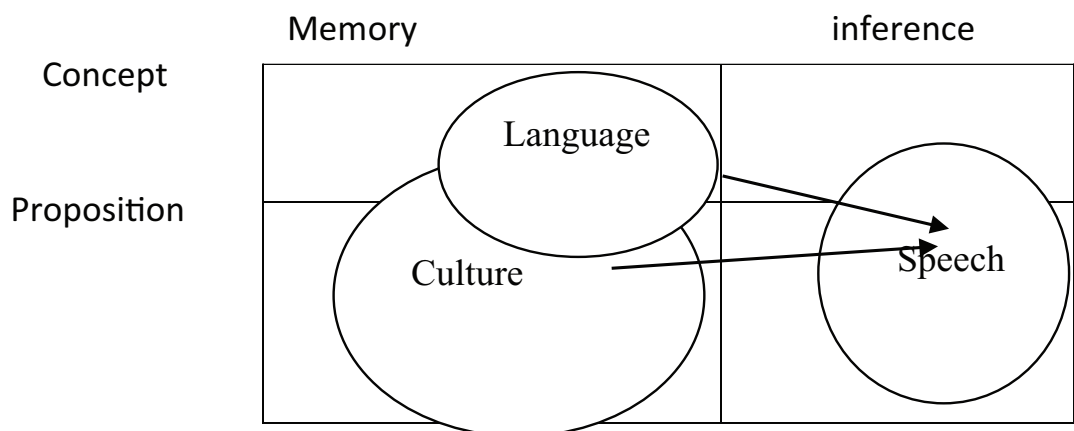 Memory inference
Concept
Language
Proposition
Culture
Speech